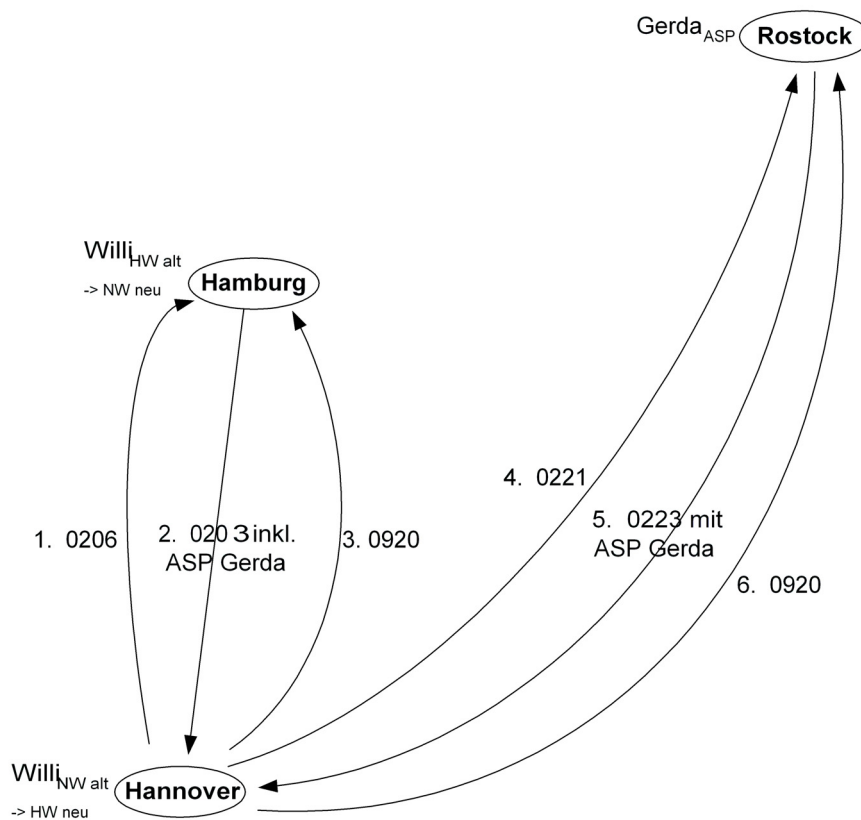 Gerda ASP
Rostock
Willi HW alt
-> NW neu
Hamburg
4. 0221
1. 0206
2. 0203 inkl.
ASP Gerda
3. 0920
5. 0223 mit
ASP Gerda
6. 0920
Willi NW alt
-> HW neu
Hannover